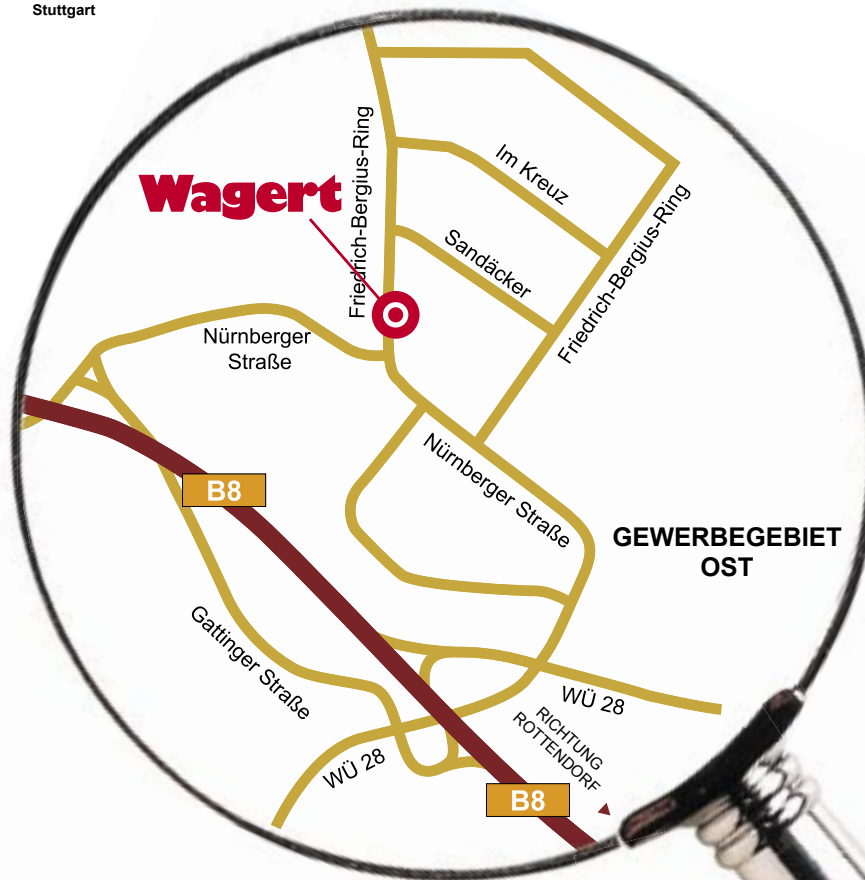 Stuttgart
Friedrich-Bergius-Ring
Im Kreuz
Wagert
Friedrich-Bergius-Ring
Sandäcker
Nürnberger
Straße
Nürnberger Straße
B8
GEWERBEGEBIET
OST
Gattinger Straße
WÜ 28
RICHTUNG
ROTTENDORF
WÜ 28
B8